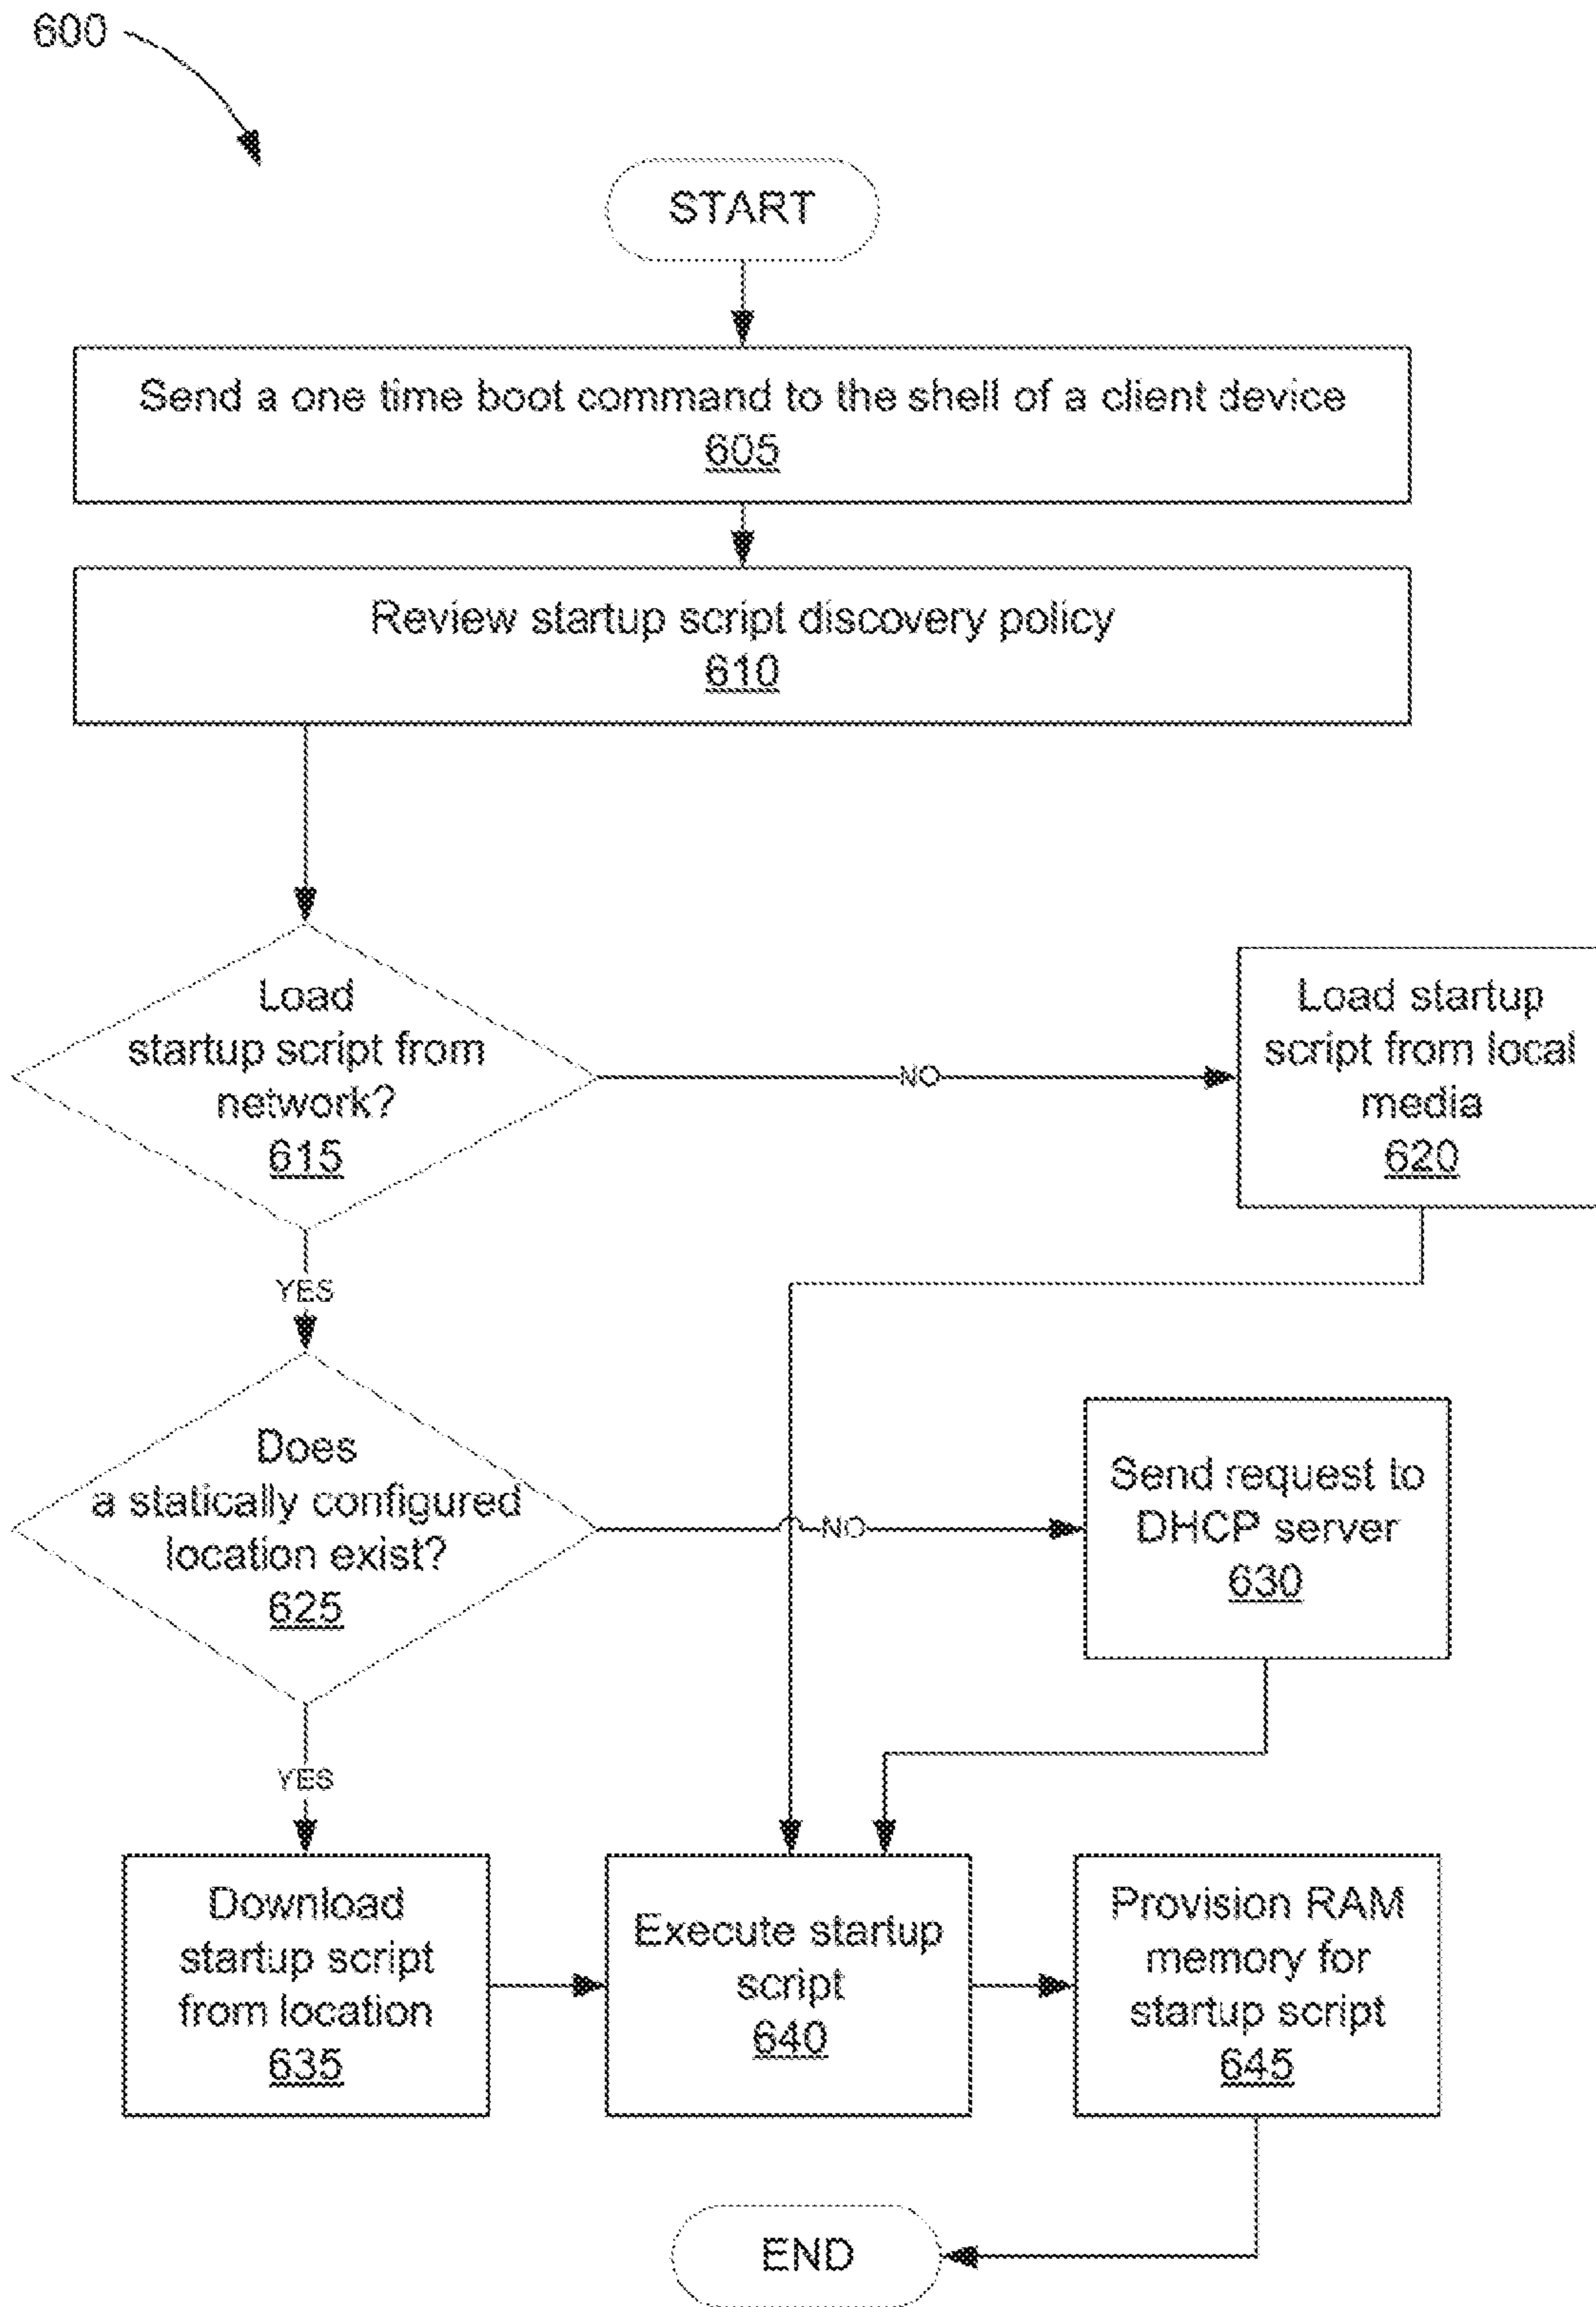 600
START
Send a one time boot command to the shell of a client device
605
Review startup script discovery policy
610
Load
startup script from
network?
615
NO
Load startup
script from local
media
620
YES
Does
a statically configured
location exist?
625
NO
Send request to
DHCP server
630
YES
Download
startup script
from location
635
Execute startup
script
640
Provision RAM
memory for
startup script
645
END